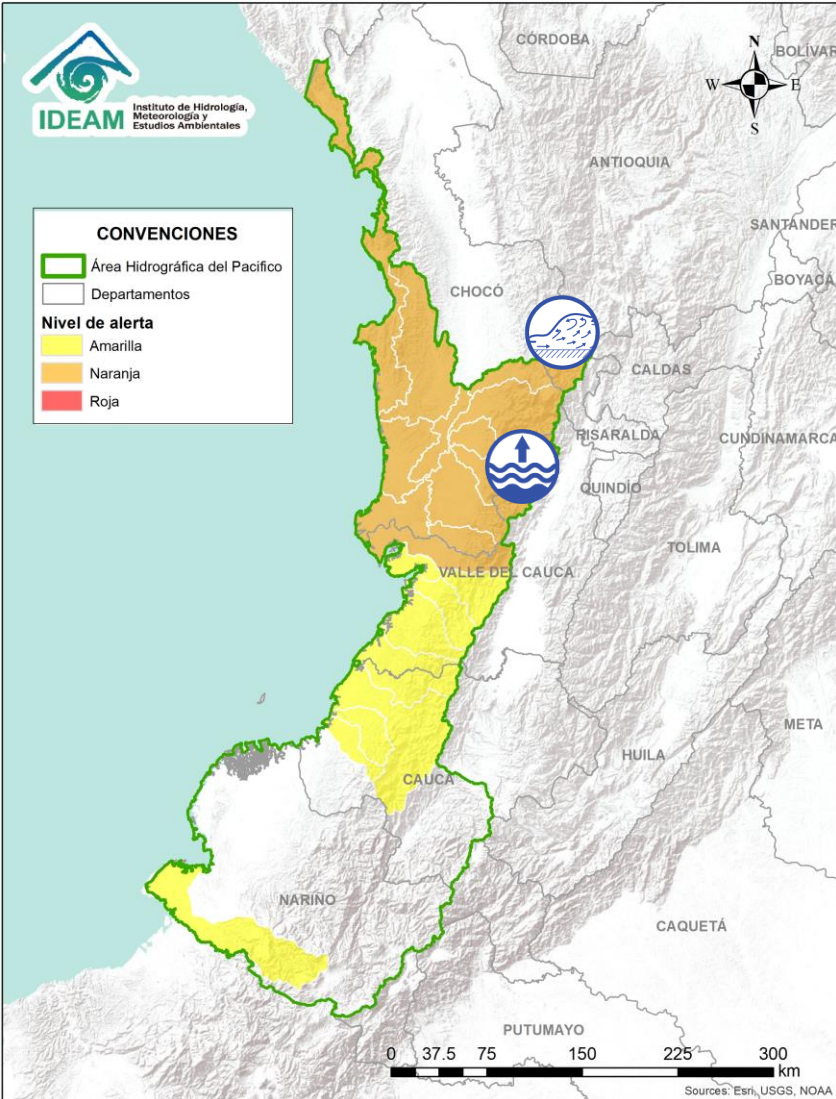 IDEAM
Instituto de Hidrología,
Meteorología y
Estudios Ambientales
CÓRDOBA
BOLÍVAR
N
W
E
S
ANTIOQUIA
SANTANDER
BOYACÁ
CONVENCIONES
Área Hidrográfica del Pacifico
Departamentos
Nivel de alerta
Amarilla
Naranja
Roja
CHOCÓ
CALDAS
RISARALDA
CUNDINAMARCA
QUINDÍO
TOLIMA
VALLE DEL CAUCA
META
HUILA
CAUCA
NARIÑO
CAQUETÁ
PUTUMAYO
0 37.5 75 150 225 300
km
Sources: Esri, USGS, NOAA